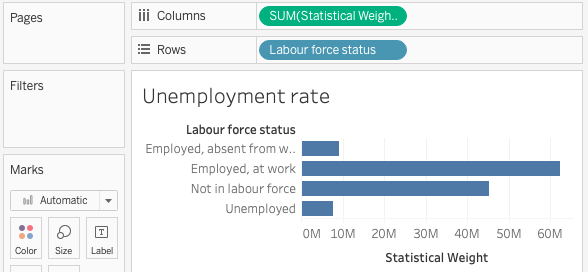 Pages
Columns
SUM(Statistical Weigh..
Rows
Labour force status
Filters
Marks
Automatic
Color
Size
T
Label
Unemployment rate
Labour force status
Employed, absent from w..
Employed, at work
Not in labour force
Unemployed
0M 10M 20M 30M 40M 50M 60M
Statistical Weight